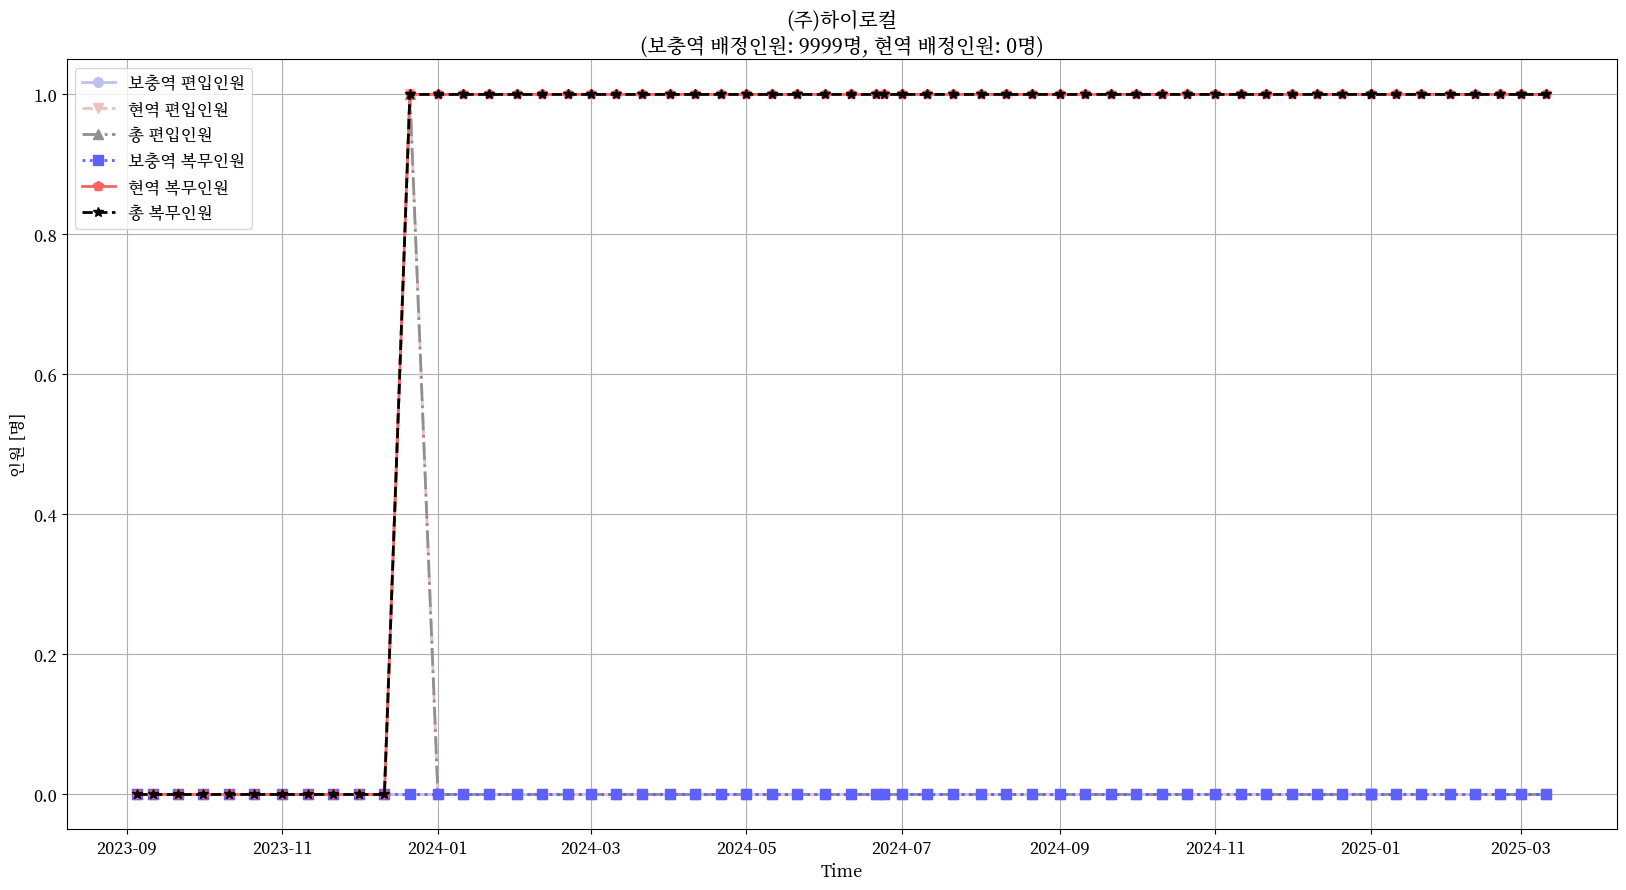 (주)하이로컬
(보충역 배정인원: 9999명, 현역 배정인원: 0명)
보충역 편입인원
현역 편입인원
총 편입인원
보충역 복무인원
현역 복무인원
총 복무인원
1.0
0.8
0.6
0.4
0.2
0.0
인원 [명]
2023-09 2023-11 2024-01 2024-03 2024-05 2024-07 2024-09 2024-11 2025-01 2025-03
Time